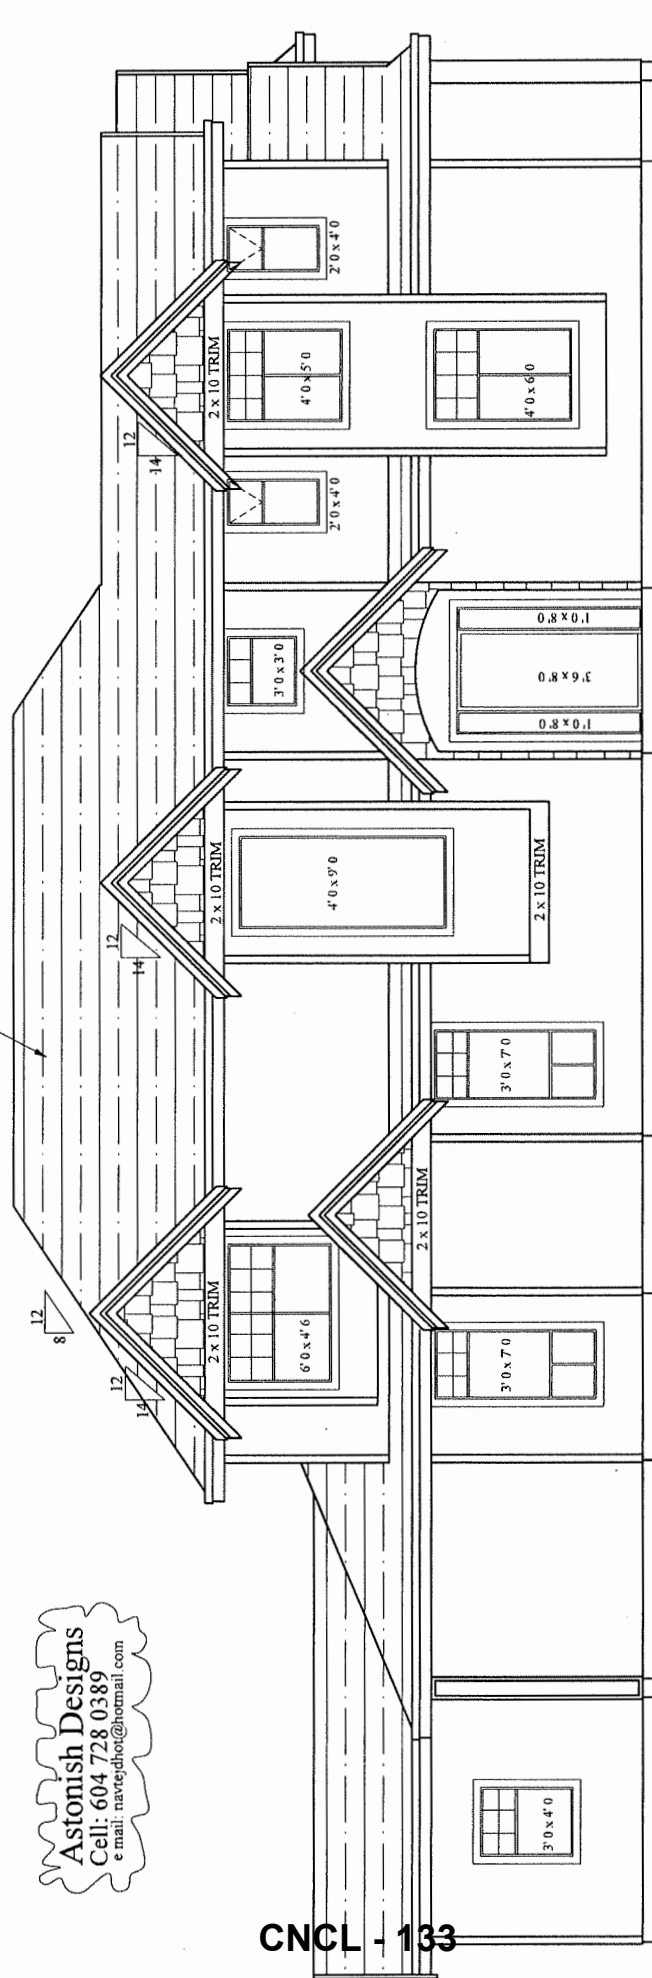 Astonish Designs
Cell: 604 728 0389
e mail: navtejdhot@hotmail.com
12
8
12
14
12
14
12
14
2 x 10 TRIM
2 x 10 TRIM
2 x 10 TRIM
6' 0 x 4' 6
4' 0 x 9' 0
3' 0 x 3' 0
2' 0 x 4' 0
4' 0 x 5' 0
2' 0 x 4' 0
2 x 10 TRIM
3' 0 x 4' 0
3' 0 x 7' 0
3' 0 x 7' 0
2 x 10 TRIM
1' 0 x 8' 0
3' 6 x 8' 0
1' 0 x 8' 0
4' 0 x 6' 0
CNCL - 133